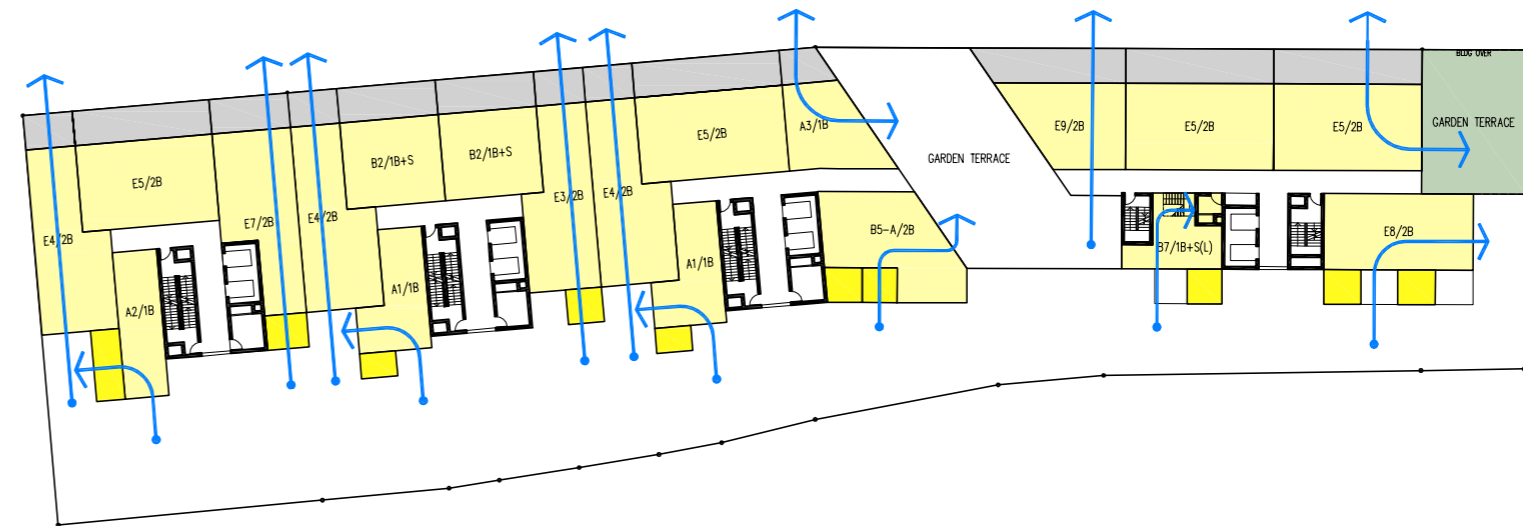 BLDG OVER
GARDEN TERRACE
A3/1B
E9/2B
E5/2B
E5/2B
E5/2B
B2/1B+S
B2/1B+S
GARDEN TERRACE
E5/2B
E3/2B
E4/2B
E7/2B
E4/2B
E4/2B
B5-A/2B
E8/2B
B7/1B+S(L)
A1/1B
A1/1B
A2/1B